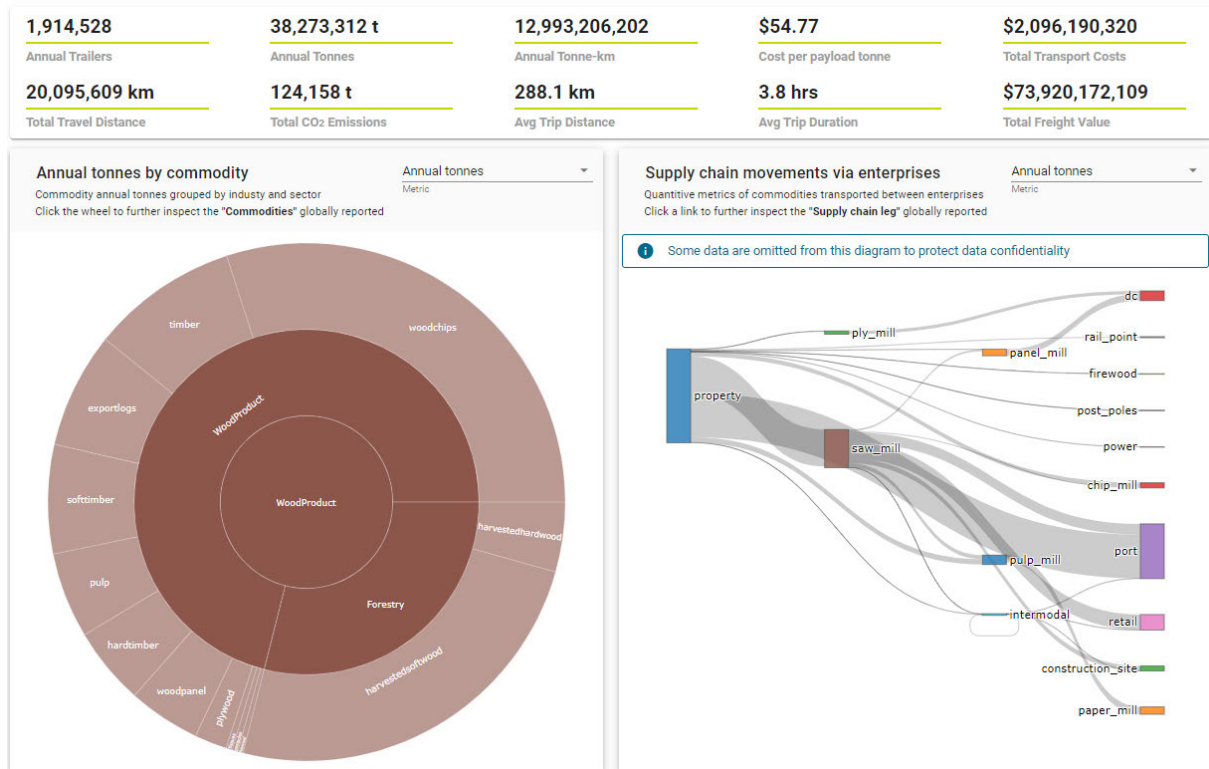 1,914,528
Annual Trailers
38,273,312 t
Annual Tonnes
12,993,206,202
Annual Tonne-km
$54.77
Cost per payload tonne
$2,096,190,320
Total Transport Costs
20,095,609 km
Total Travel Distance
124,158 t
Total CO2 Emissions
288.1 km
Avg Trip Distance
3.8 hrs
Avg Trip Duration
$73,920,172,109
Total Freight Value
Annual tonnes by commodity
Commodity annual tonnes grouped by industy and sector
Click the wheel to further inspect the "Commodities" globally reported
Annual tonnes
Metric
woodchips
timber
exportlogs
softtimber
pulp
hardtimber
woodpanel
plywood
harvestedsoftwood
harvestedhardwood
WoodProduct
WoodProduct
Forestry
Supply chain movements via enterprises
Quantitive metrics of commodities transported between enterprises
Click a link to further inspect the "Supply chain leg" globally reported
Annual tonnes
Metric
Some data are omitted from this diagram to protect data confidentiality
dc
ply_mill
rail_point
panel_mill
firewood
property
post_poles
power
saw_mill
chip_mill
port
pulp_mill
intermodal
retail
construction_site
paper_mill